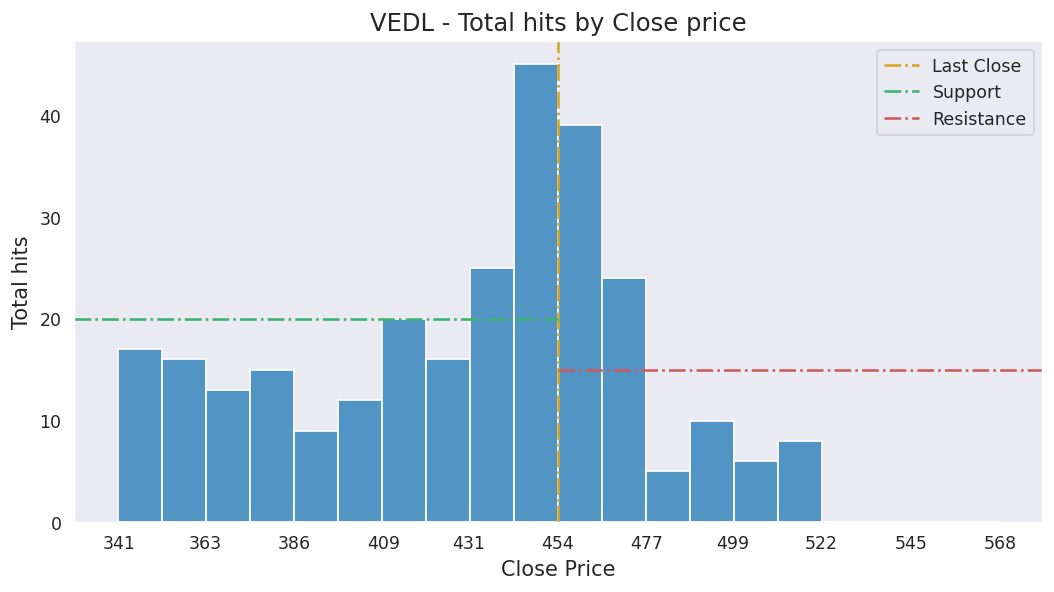 VEDL - Total hits by Close price
Last Close
Support
Resistance
Total hits
40
30
20
10
0
341 363 386 409 431 454 477 499 522 545 568
Close Price